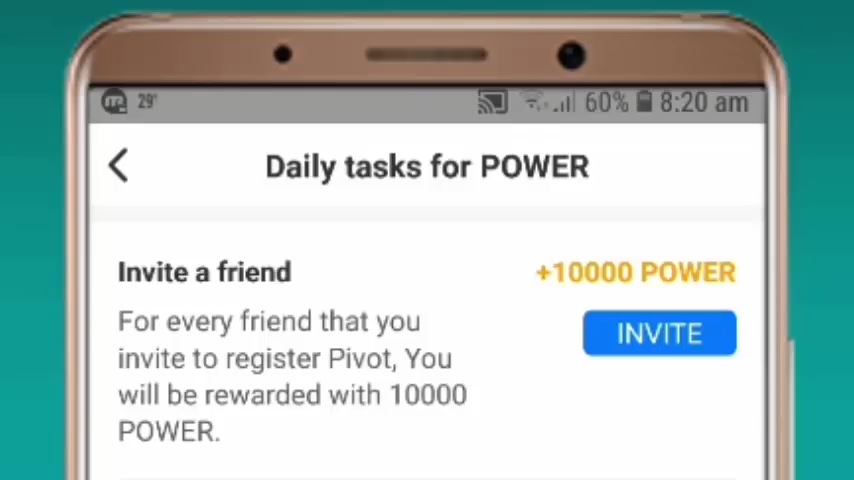 29°
60% 8:20 am
Daily tasks for POWER
Invite a friend
+10000 POWER
For every friend that you
invite to register Pivot, You
will be rewarded with 10000
POWER.
INVITE